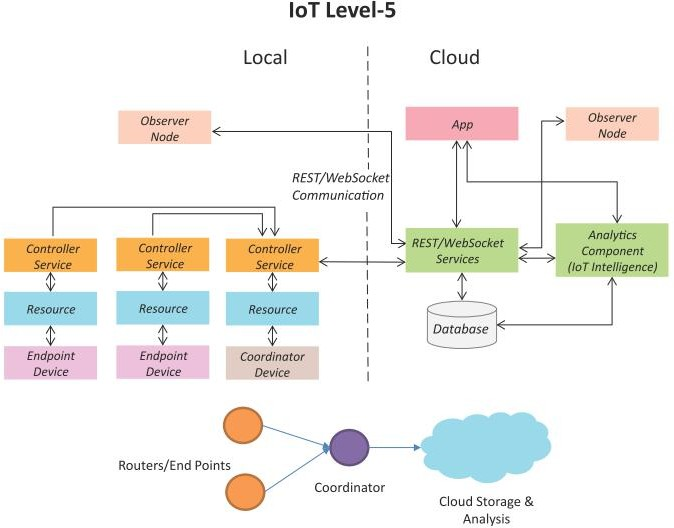 IoT Level-5
Local
Cloud
Observer
Node
App
Observer
Node
REST/WebSocket
Communication
Controller
Service
Controller
Service
Controller
Service
REST/WebSocket
Services
Analytics
Component
(IoT Intelligence)
Resource
Resource
Resource
Database
Endpoint
Device
Endpoint
Device
Coordinator
Device
Routers/End Points
Coordinator
Cloud Storage &
Analysis